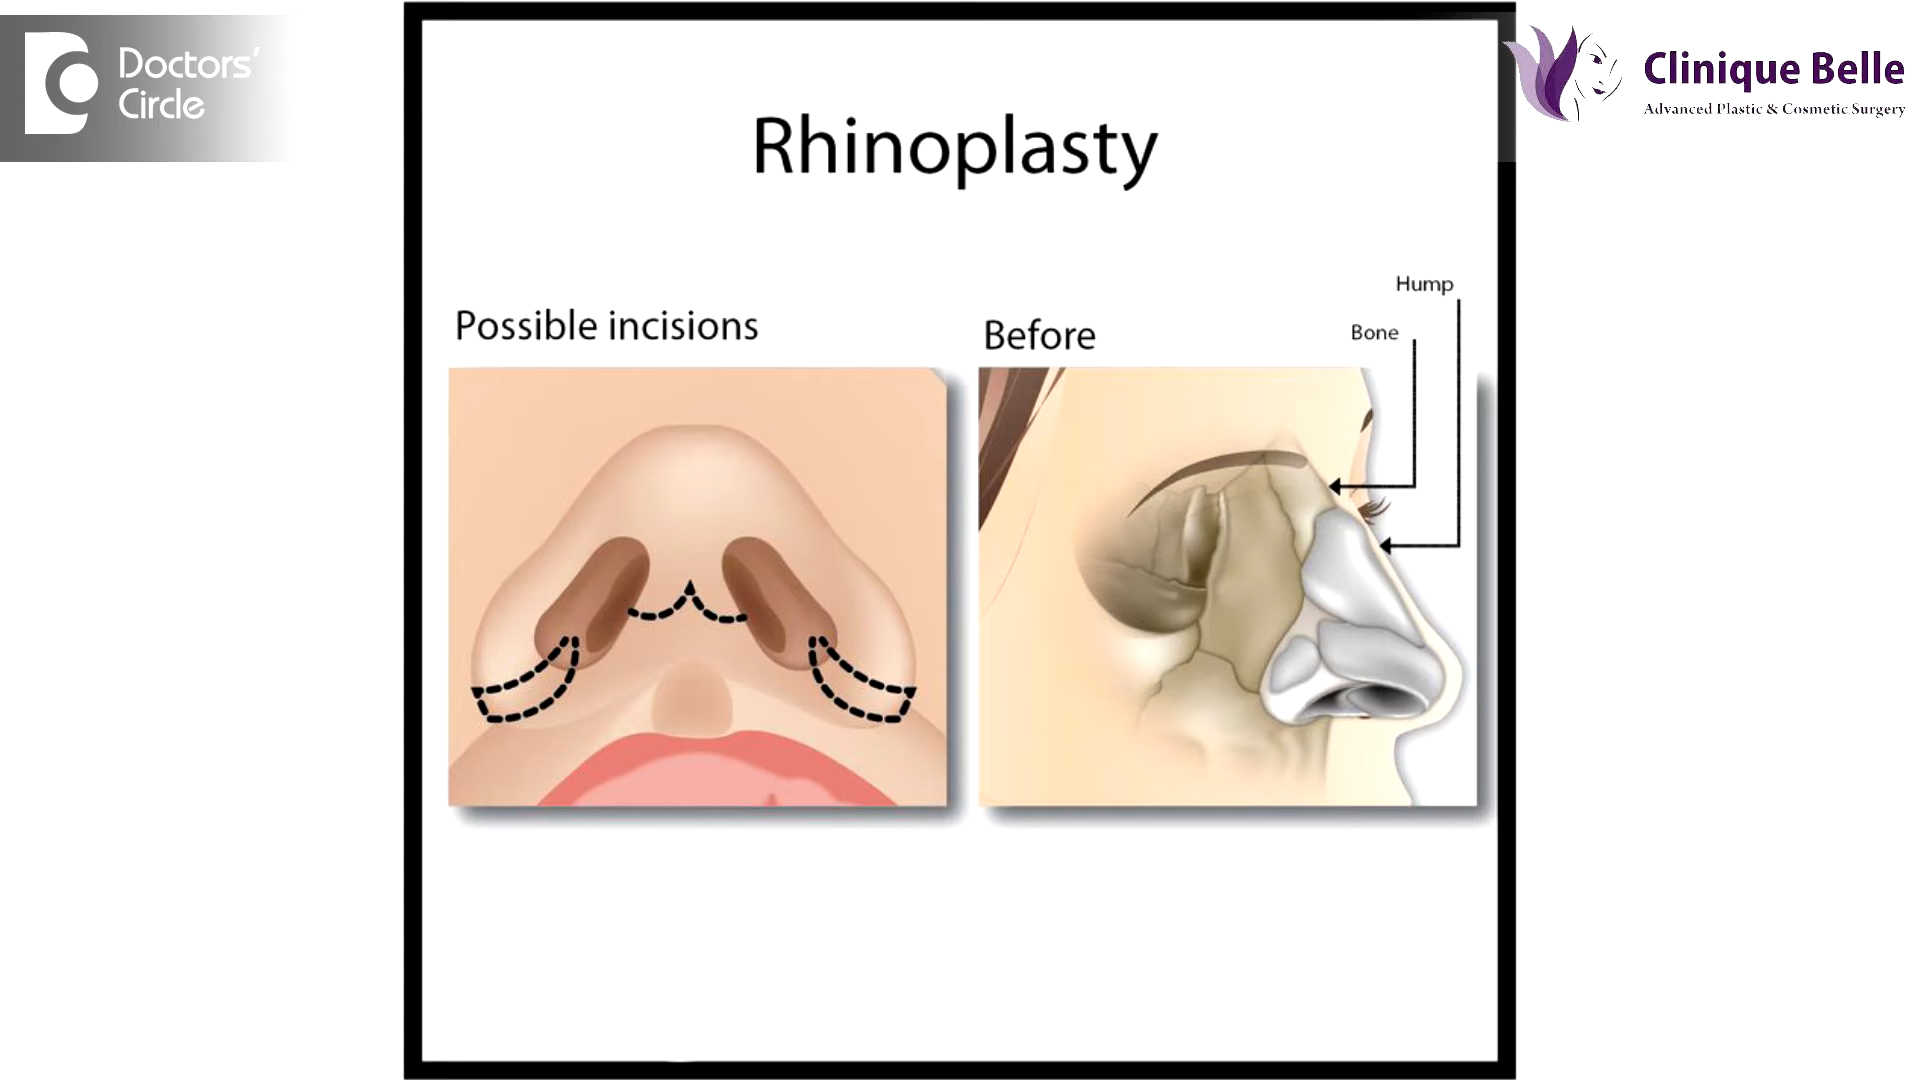 Doctors'
Circle
Clinique Belle
Advanced Plastic & Cosmetic Surgery
Rhinoplasty
Possible incisions
Before
Hump
Bone